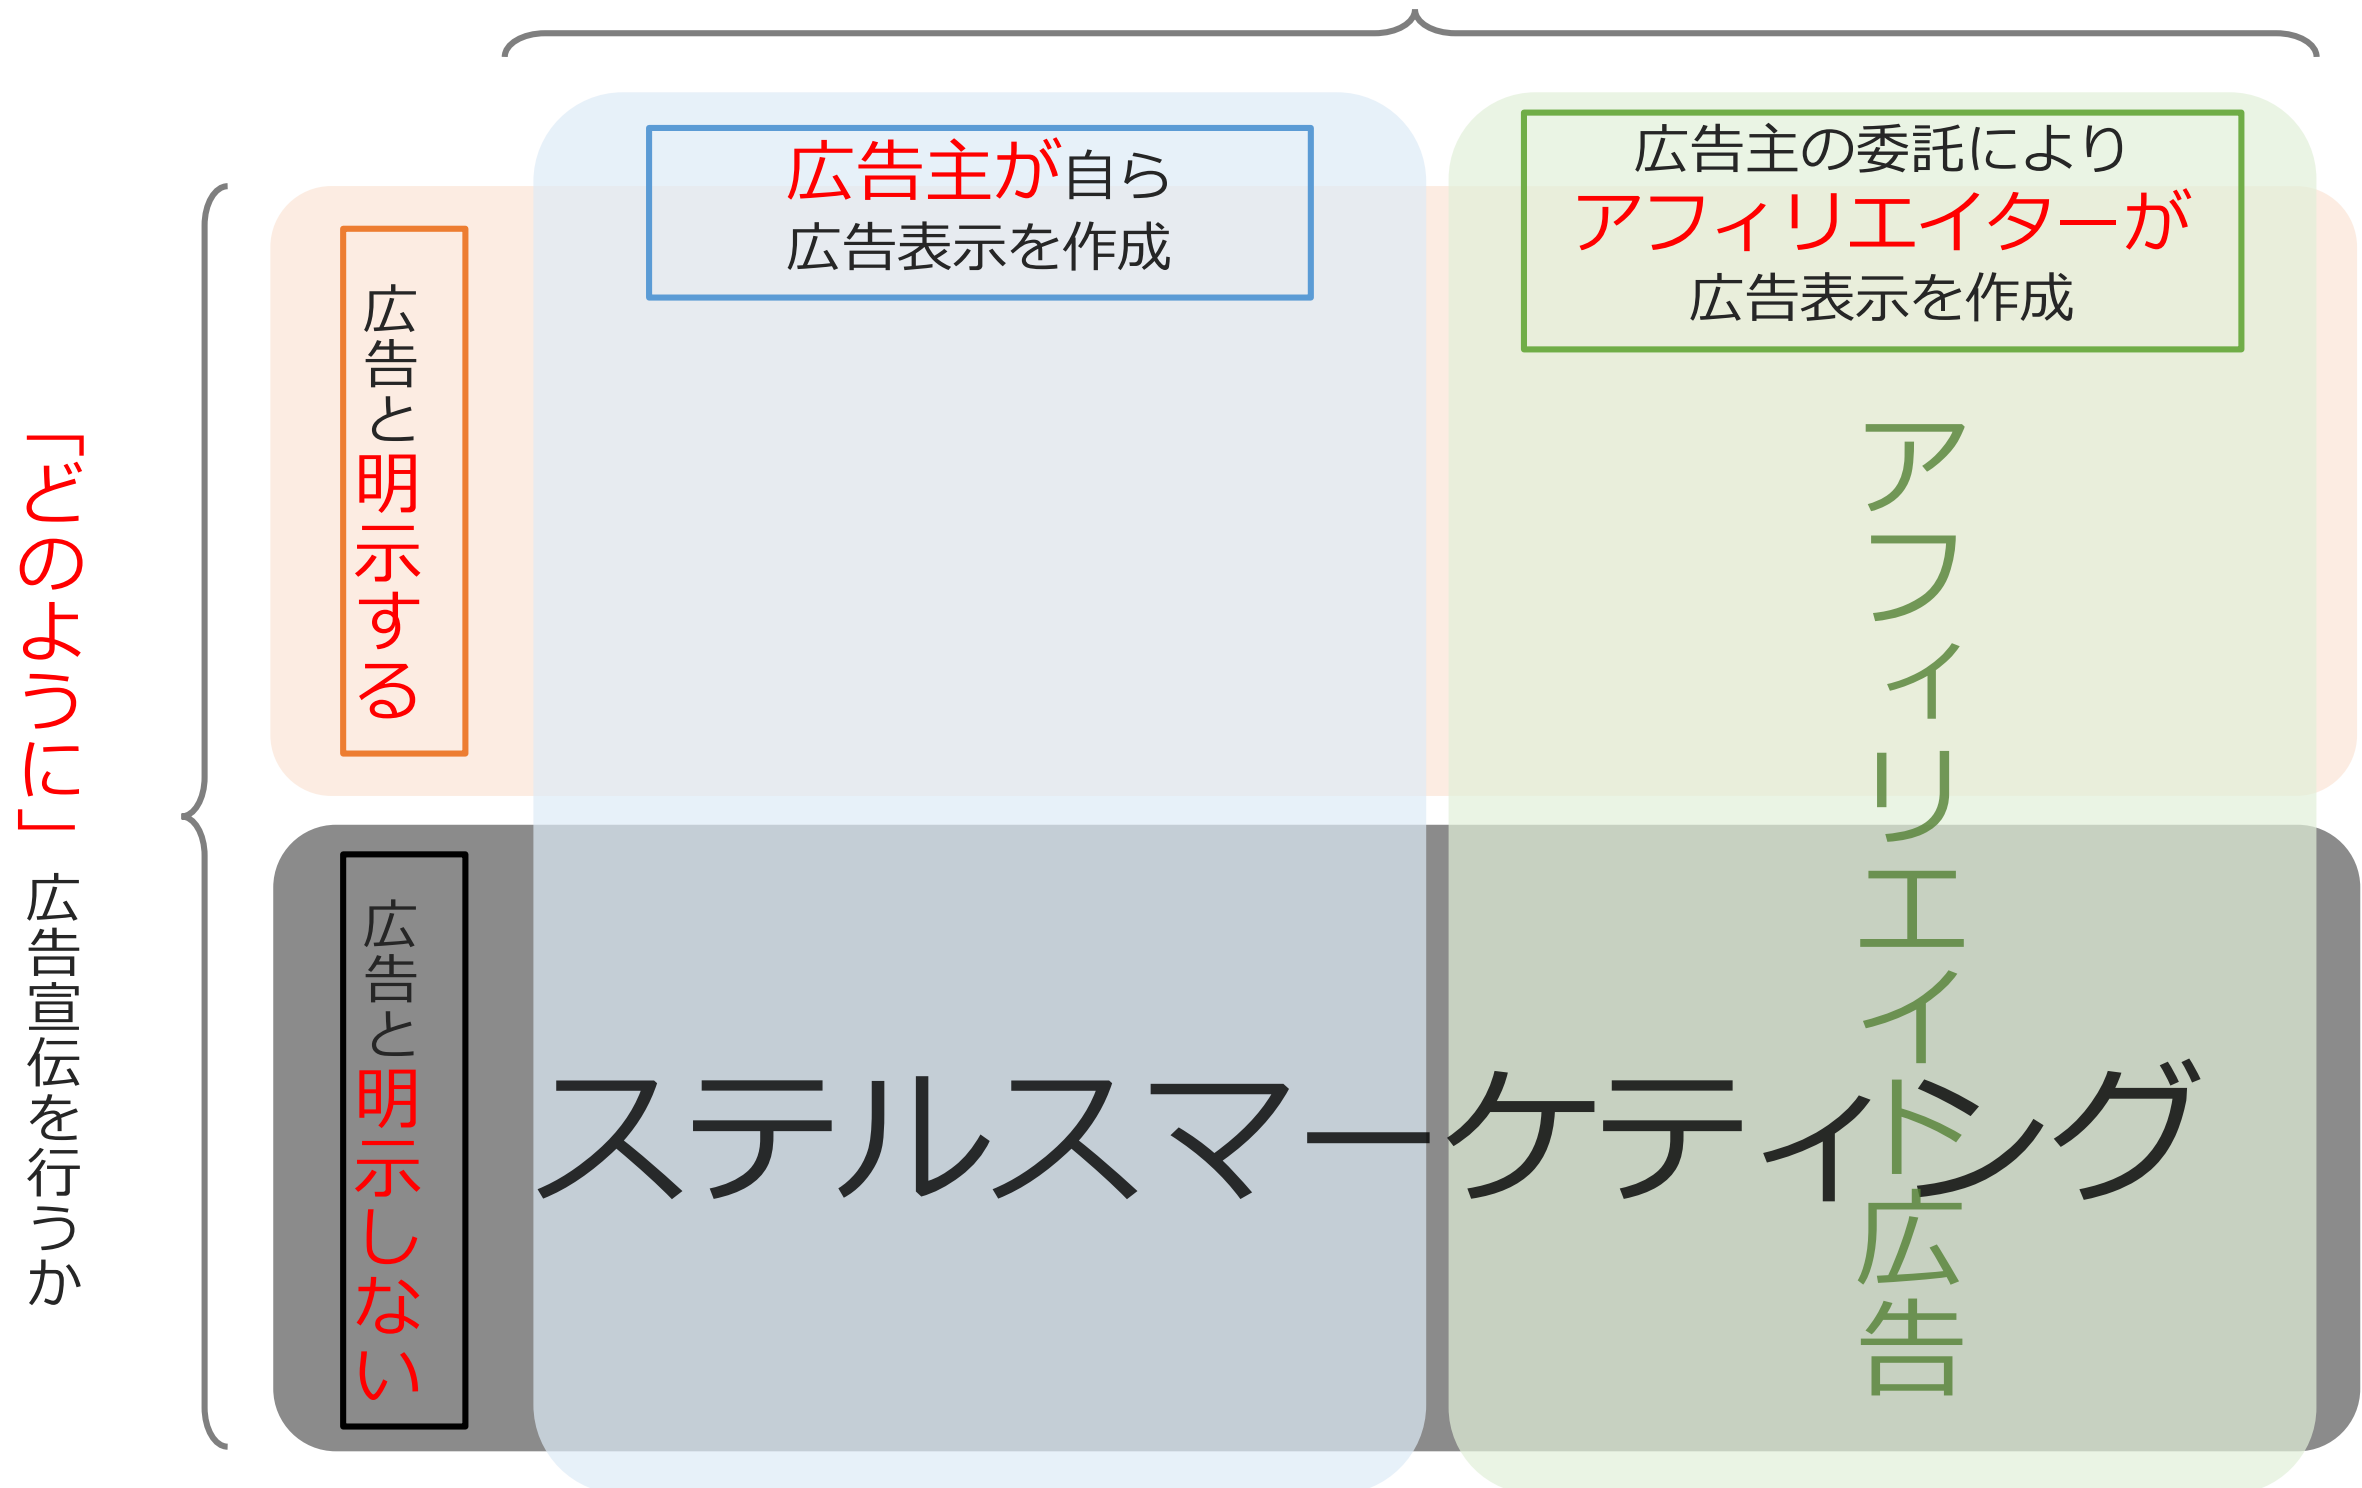 広告主が自ら
広告表示を作成
広告主の委託により
アフィリエイターが
広告表示を作成
「どのように」広告宣伝を行うか
広告と明示する
広告と明示しない
アフィリエイト広告
ステルスマーケティング